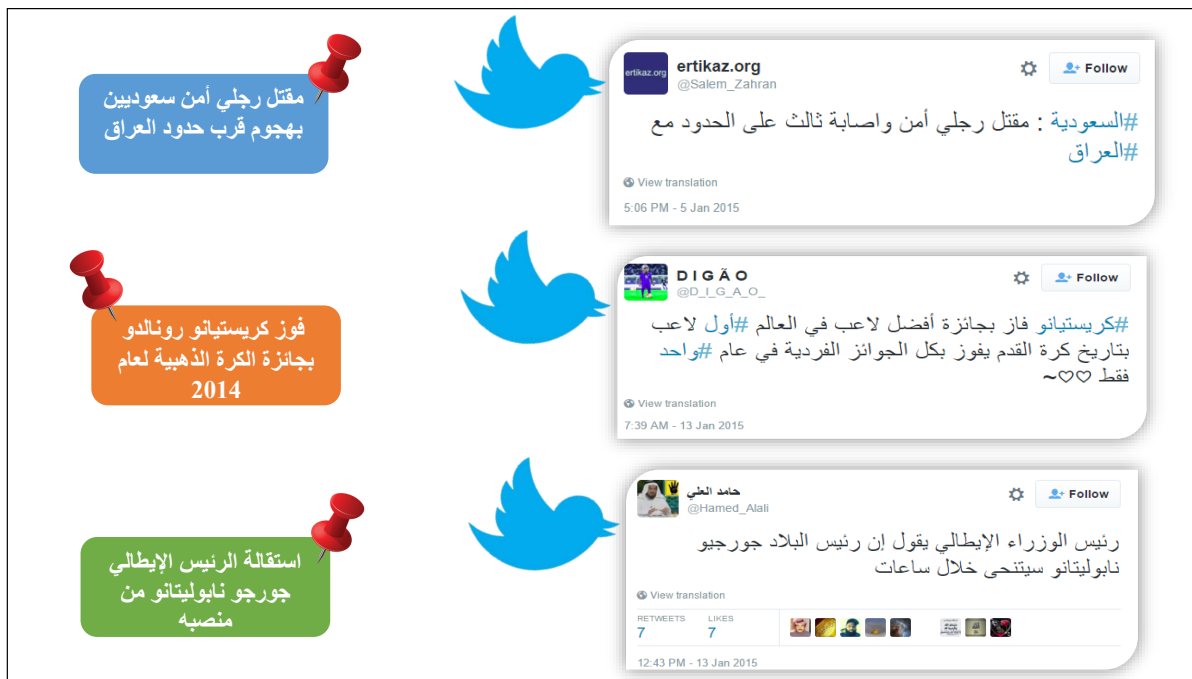 مقتل رجلي أمن سعوديين
بهجوم قرب حدود العراق
ertikaz.org
ertikaz.org
@Salem_Zahran
Follow
#السعودية : مقتل رجلي أمن واصابة ثالث على الحدود مع
#العراق
View translation
5:06 PM - 5 Jan 2015
فوز كريستيانو رونالدو
بجائزة الكرة الذهبية لعام
2014
D I G Ã O
@D_I_G_A_O_
Follow
#كريستيانو فاز بجائزة أفضل لاعب في العالم #أول لاعب
بتاريخ كرة القدم يفوز بكل الجوائز الفردية في عام #واحد
فقط ♡♡~
View translation
7:39 AM - 13 Jan 2015
استقالة الرئيس الإيطالي
جورجو نابوليتانو من
منصبه
حامد العلي
@Hamed_Alali
Follow
رئيس الوزراء الإيطالي يقول إن رئيس البلاد جورجيو
نابوليتانو سيتنحى خلال ساعات
View translation
RETWEETS LIKES
7 7
12:43 PM - 13 Jan 2015